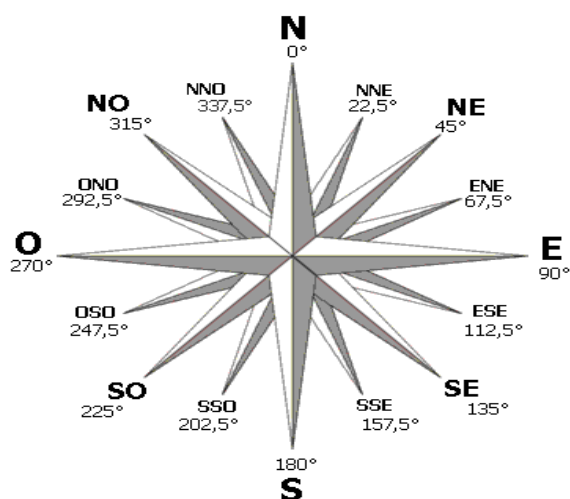 N
0°
NNO
337,5°
NNE
22,5°
NO
315°
NE
45°
ONO
292,5°
ENE
67,5°
O
270°
E
90°
OSO
247,5°
ESE
112,5°
SO
225°
SE
135°
SSO
202,5°
SSE
157,5°
180°
S